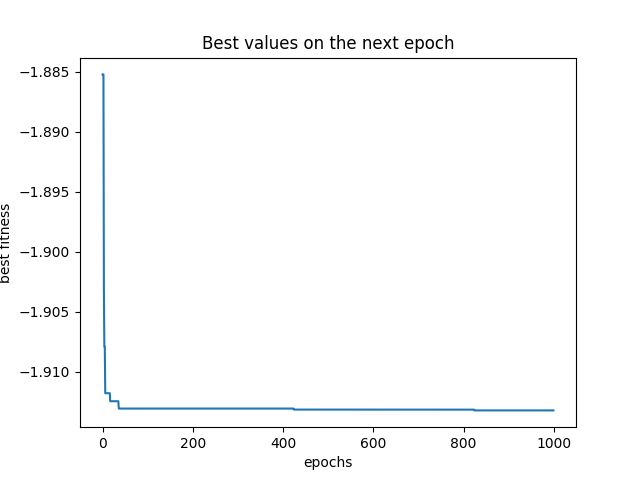 Best values on the next epoch
−1.885
−1.890
−1.895
−1.900
−1.905
−1.910
best fitness
0 200 400 600 800 1000
epochs